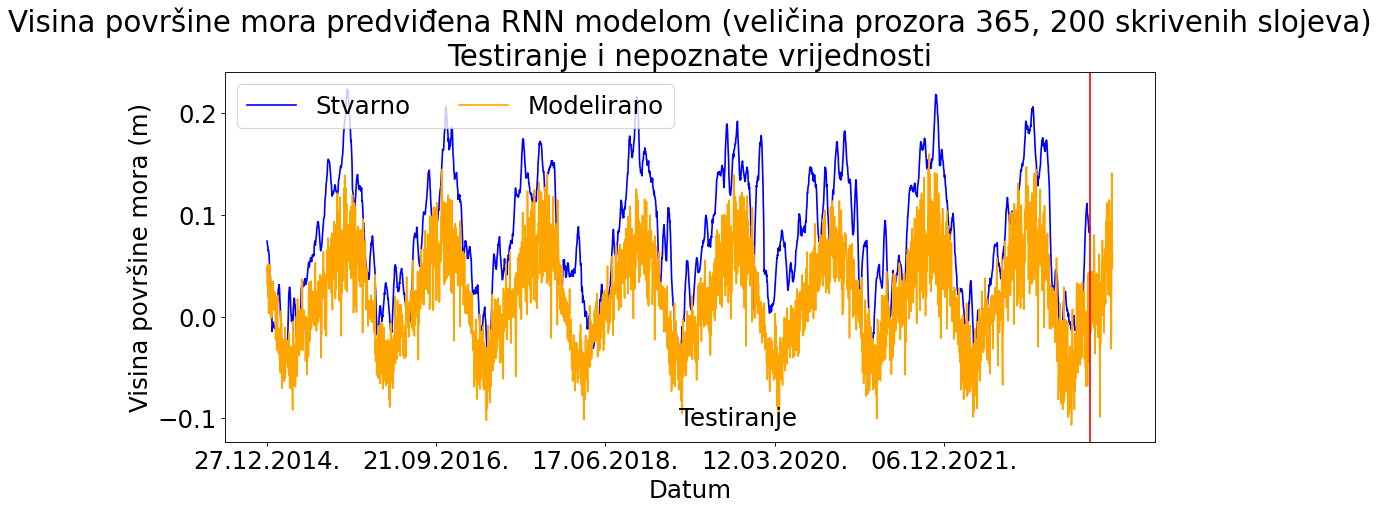 Visina površine mora predviđena RNN modelom (veličina prozora 365, 200 skrivenih slojeva)
Testiranje i nepoznate vrijednosti
Stvarno
Modelirano
Visina površine mora (m)
0.2
0.1
0.0
−0.1
Testiranje
27.12.2014.
21.09.2016.
17.06.2018.
12.03.2020.
06.12.2021.
Datum